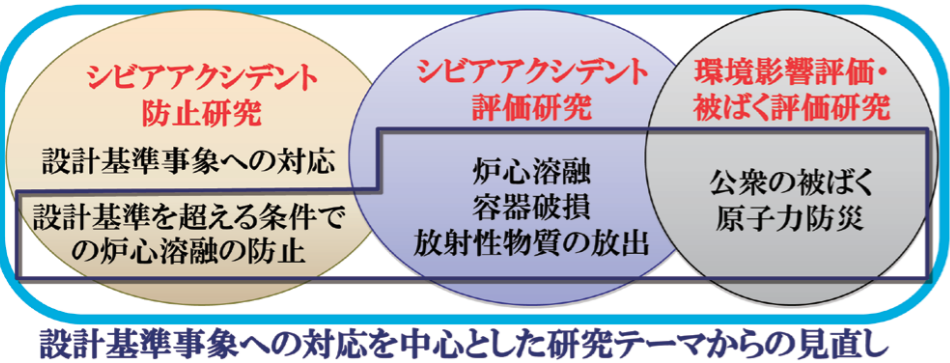 シビアアクシデント
防止研究
設計基準事象への対応
設計基準を超える条件で
の炉心溶融の防止
シビアアクシデント
評価研究
炉心溶融
容器破損
放射性物質の放出
環境影響評価・
被ばく評価研究
公衆の被ばく
原子力防災
設計基準事象への対応を中心とした研究テーマからの見直し